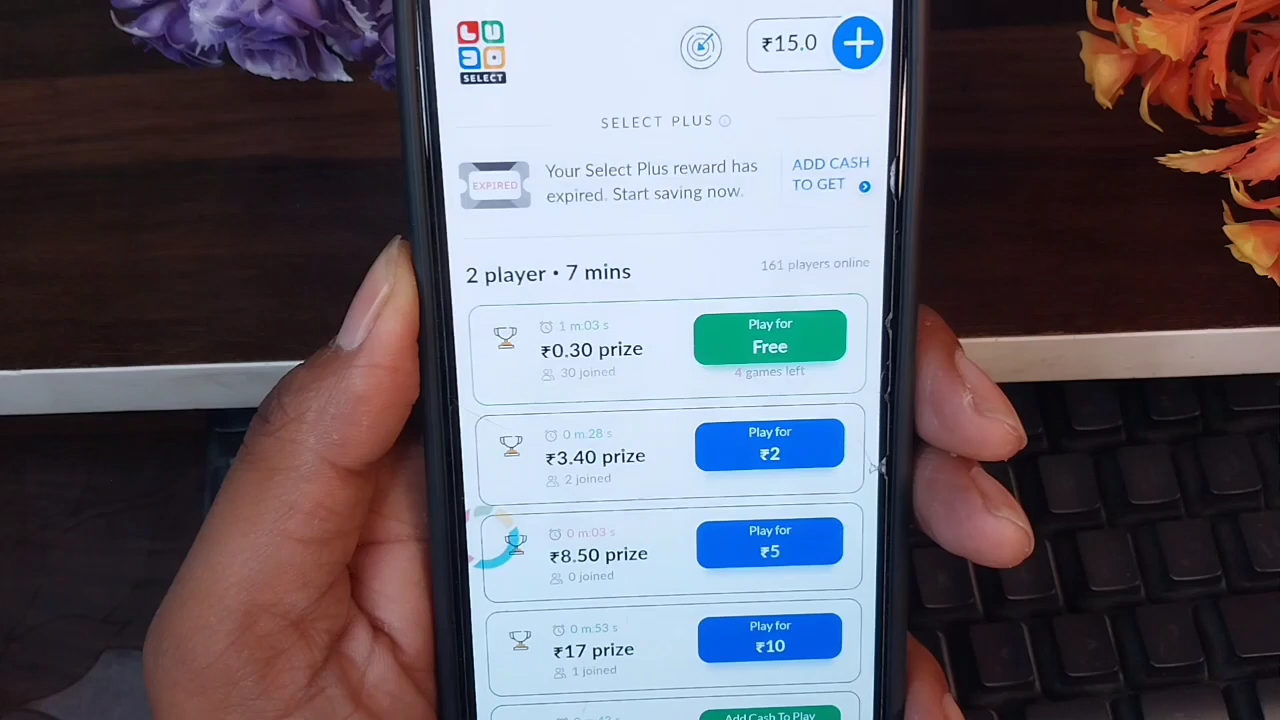 LUDO
SELECT
₹15.0
SELECT PLUS
EXPIRED
Your Select Plus reward has
expired. Start saving now.
ADD CASH
TO GET
2 player • 7 mins
161 players online
1 m:03 s
₹0.30 prize
30 joined
Play for
Free
4 games left
0 m:28 s
₹3.40 prize
2 joined
Play for
₹2
0 m:03 s
₹8.50 prize
0 joined
Play for
₹5
0 m:53 s
₹17 prize
1 joined
Play for
₹10
Add Cash To Play